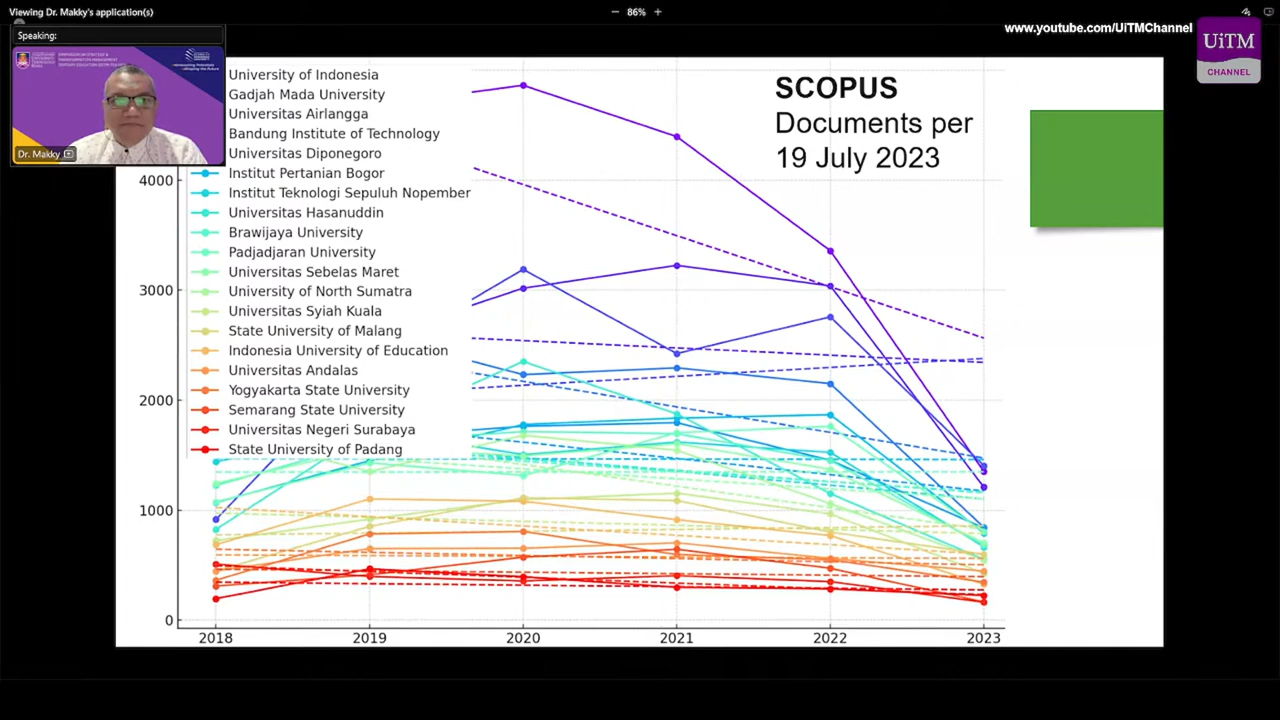 Viewing Dr. Makky's application(s)
86%
www.youtube.com/UiTMChannel
UiTM
CHANNEL
Speaking:
Dr. Makky
SCOPUS
Documents per
19 July 2023
University of Indonesia
Gadjah Mada University
Universitas Airlangga
Bandung Institute of Technology
Universitas Diponegoro
Institut Pertanian Bogor
Institut Teknologi Sepuluh Nopember
Universitas Hasanuddin
Brawijaya University
Padjadjaran University
Universitas Sebelas Maret
University of North Sumatra
Universitas Syiah Kuala
State University of Malang
Indonesia University of Education
Universitas Andalas
Yogyakarta State University
Semarang State University
Universitas Negeri Surabaya
State University of Padang
4000
3000
2000
1000
0
2018 2019 2020 2021 2022 2023